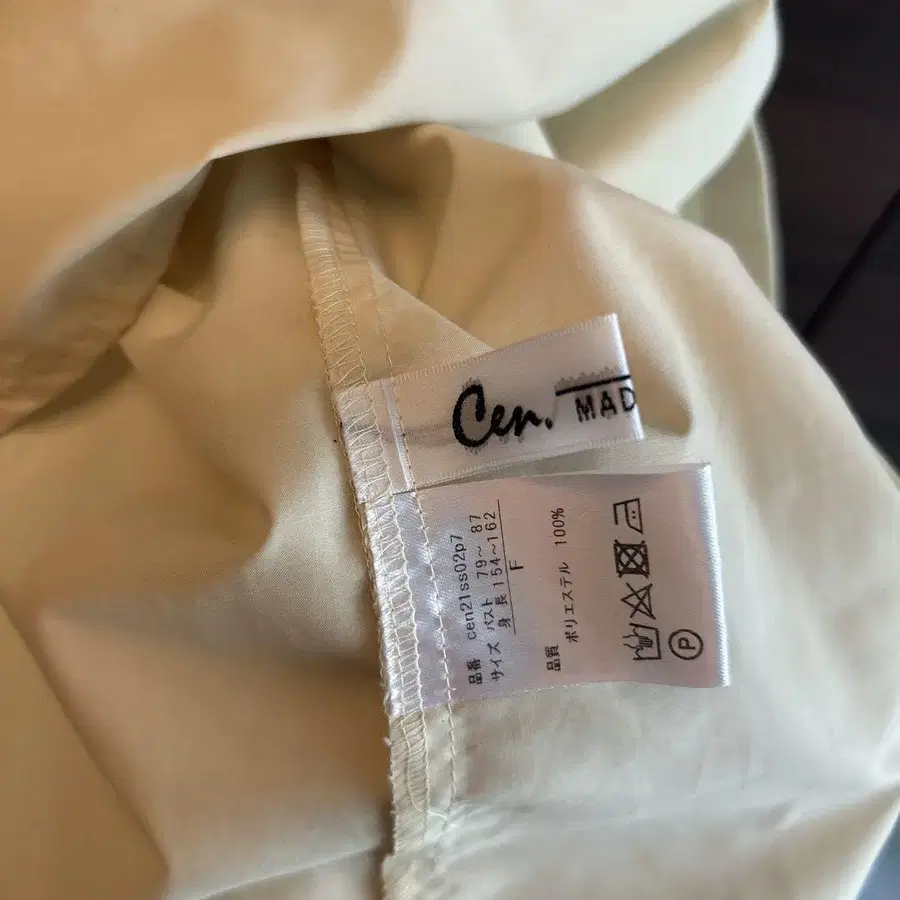 Cen.
MAD
品番 cen21ss02p7
サイズ バスト 79～ 87
身長 154～162
F
品質
ポリエステル 100%
P